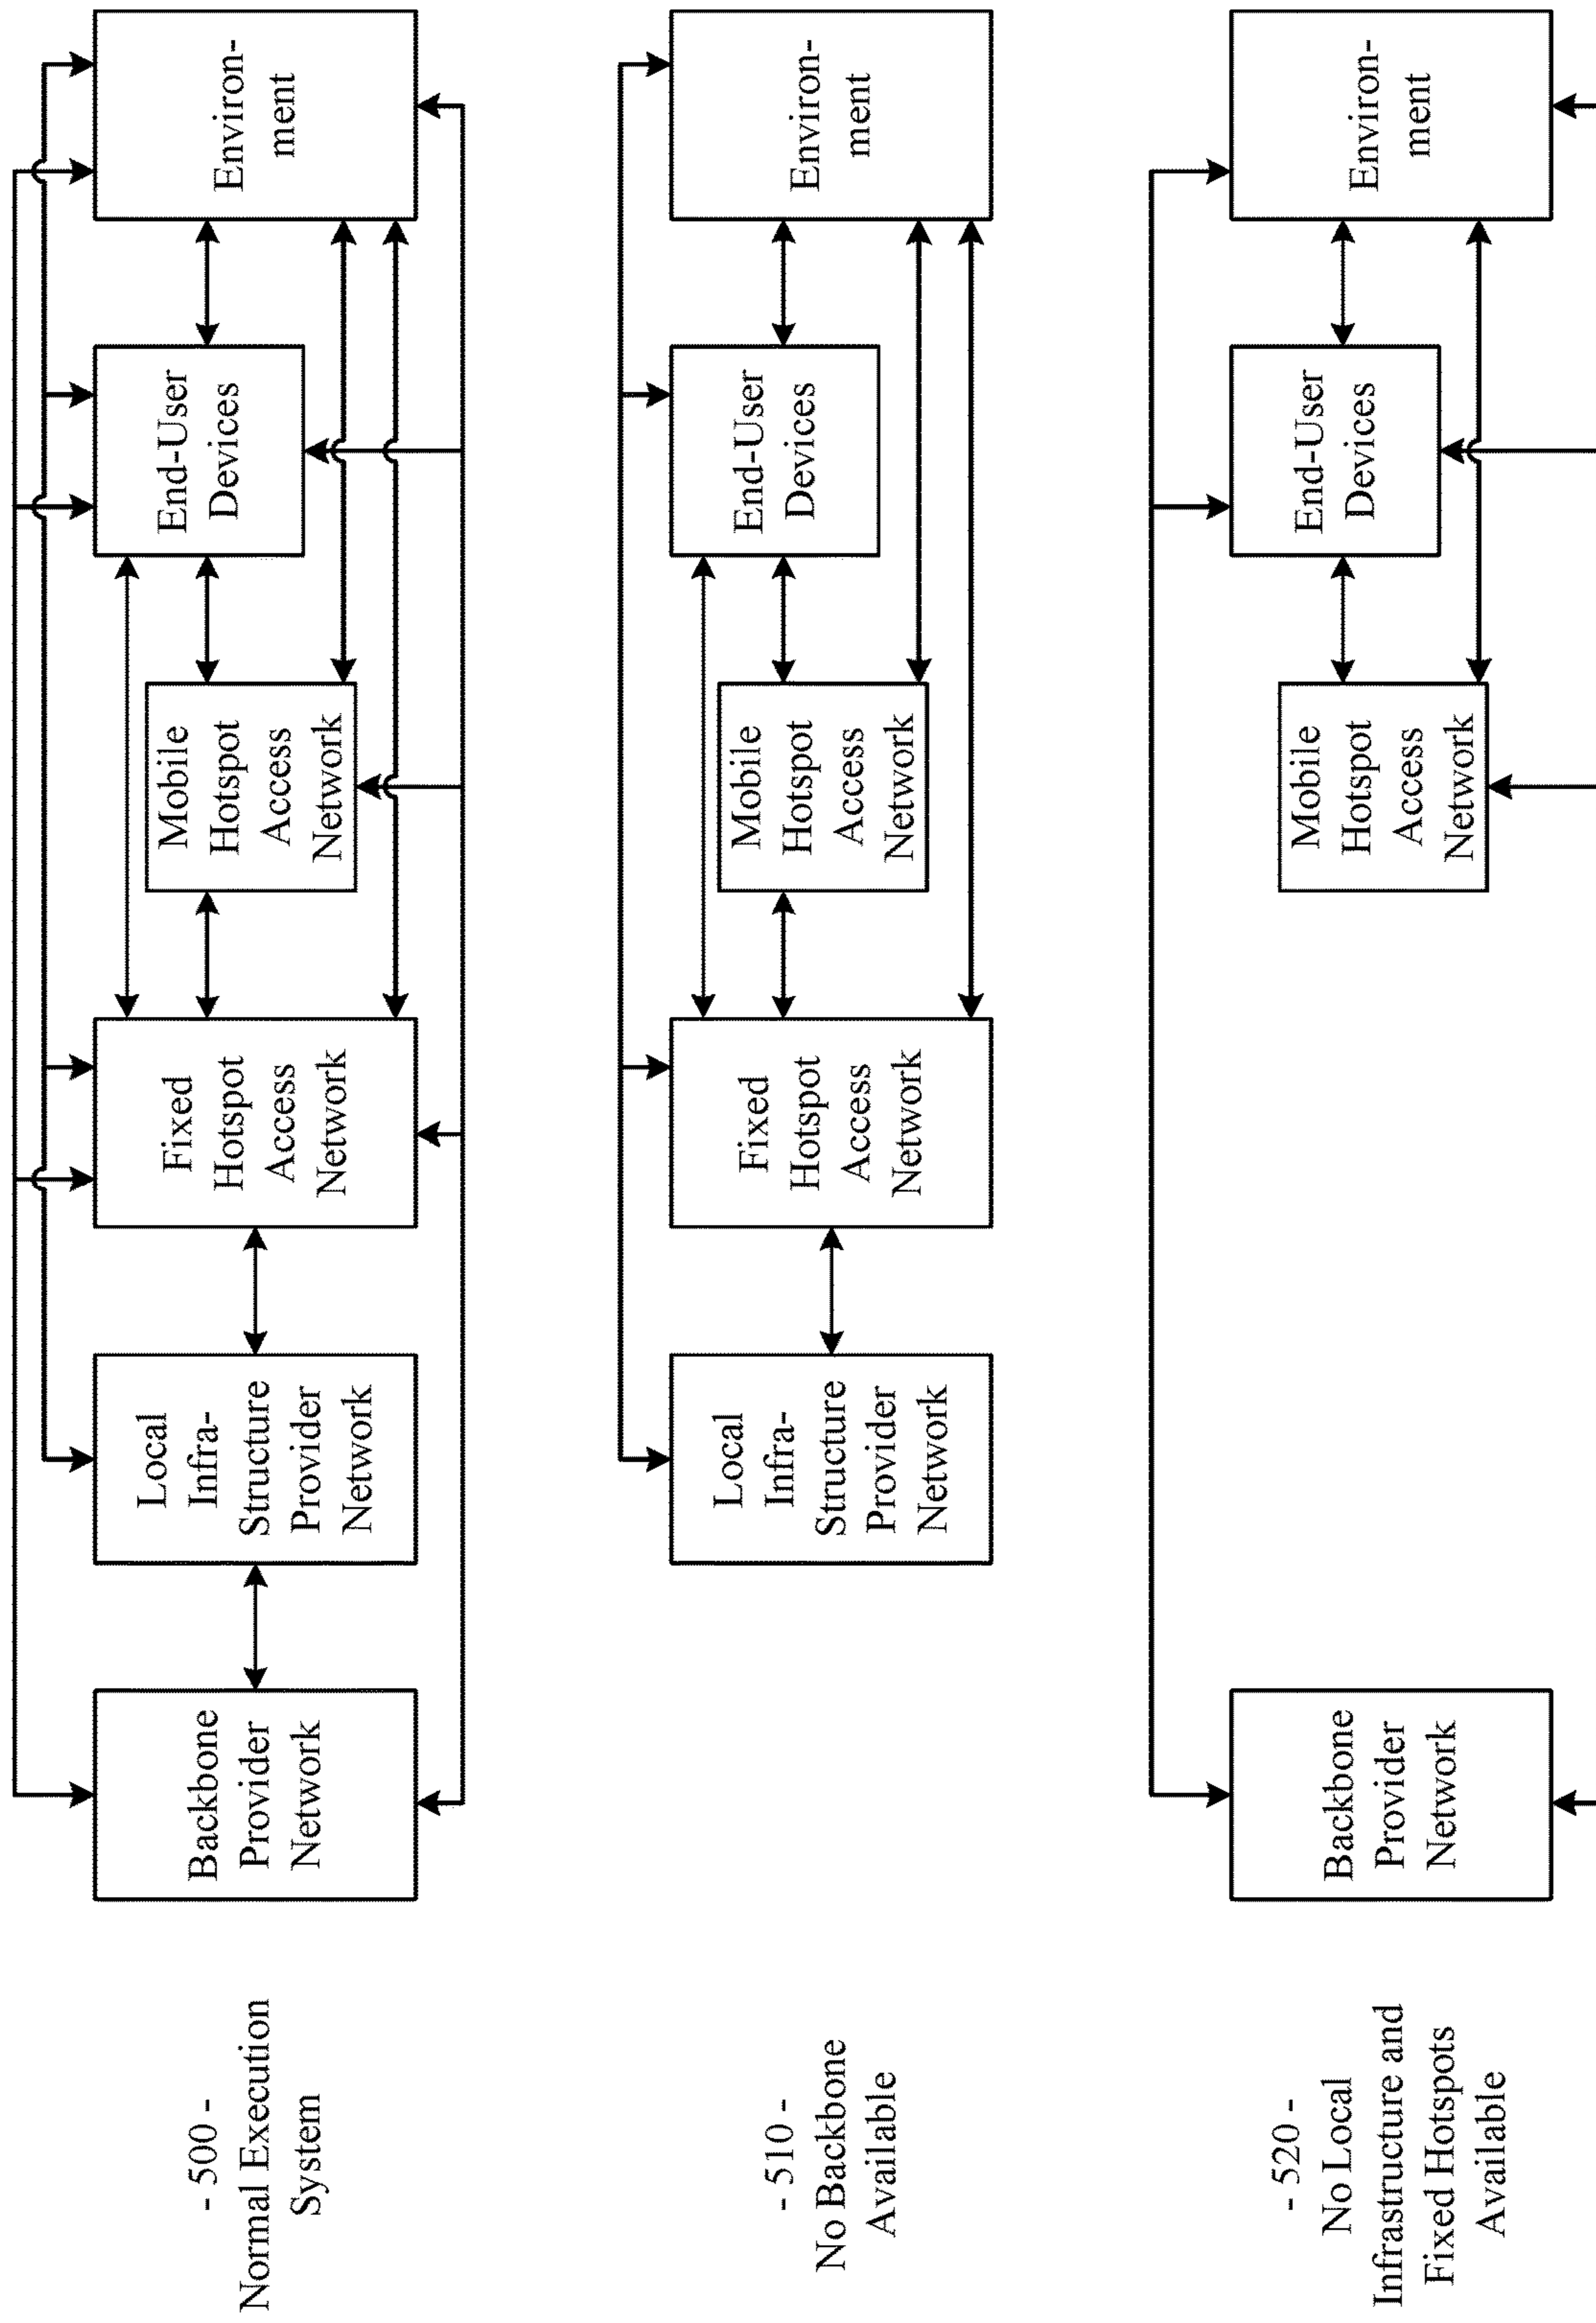 - 500 -
Normal Execution
System
Backbone
Provider
Network
Local
Infra-
Structure
Provider
Network
Fixed
Hotspot
Access
Network
Mobile
Hotspot
Access
Network
End-User
Devices
Environ-
ment
- 510 -
No Backbone
Available
Local
Infra-
Structure
Provider
Network
Fixed
Hotspot
Access
Network
Mobile
Hotspot
Access
Network
End-User
Devices
Environ-
ment
- 520 -
No Local
Infrastructure and
Fixed Hotspots
Available
Backbone
Provider
Network
Mobile
Hotspot
Access
Network
End-User
Devices
Environ-
ment